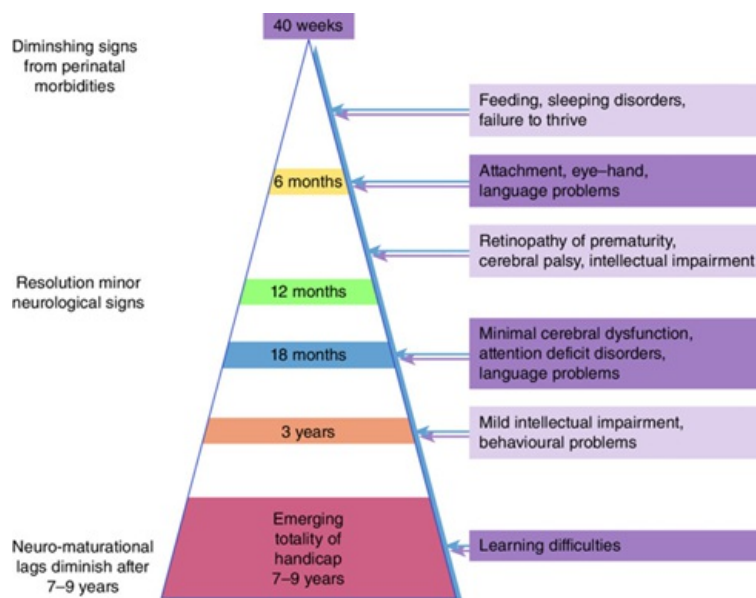 40 weeks
Diminshing signs
from perinatal
morbidities
Feeding, sleeping disorders,
failure to thrive
6 months
Attachment, eye–hand,
language problems
Retinopathy of prematurity,
cerebral palsy, intellectual impairment
Resolution minor
neurological signs
12 months
18 months
Minimal cerebral dysfunction,
attention deficit disorders,
language problems
3 years
Mild intellectual impairment,
behavioural problems
Emerging
totality of
handicap
7–9 years
Neuro-maturational
lags diminish after
7–9 years
Learning difficulties